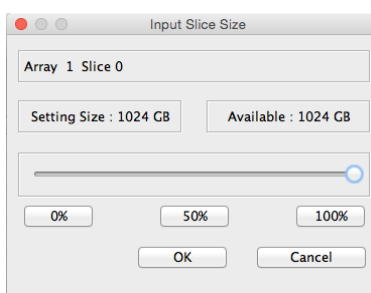 Input Slice Size
Array 1 Slice 0
Setting Size : 1024 GB Available : 1024 GB
0% 50% 100%
OK Cancel